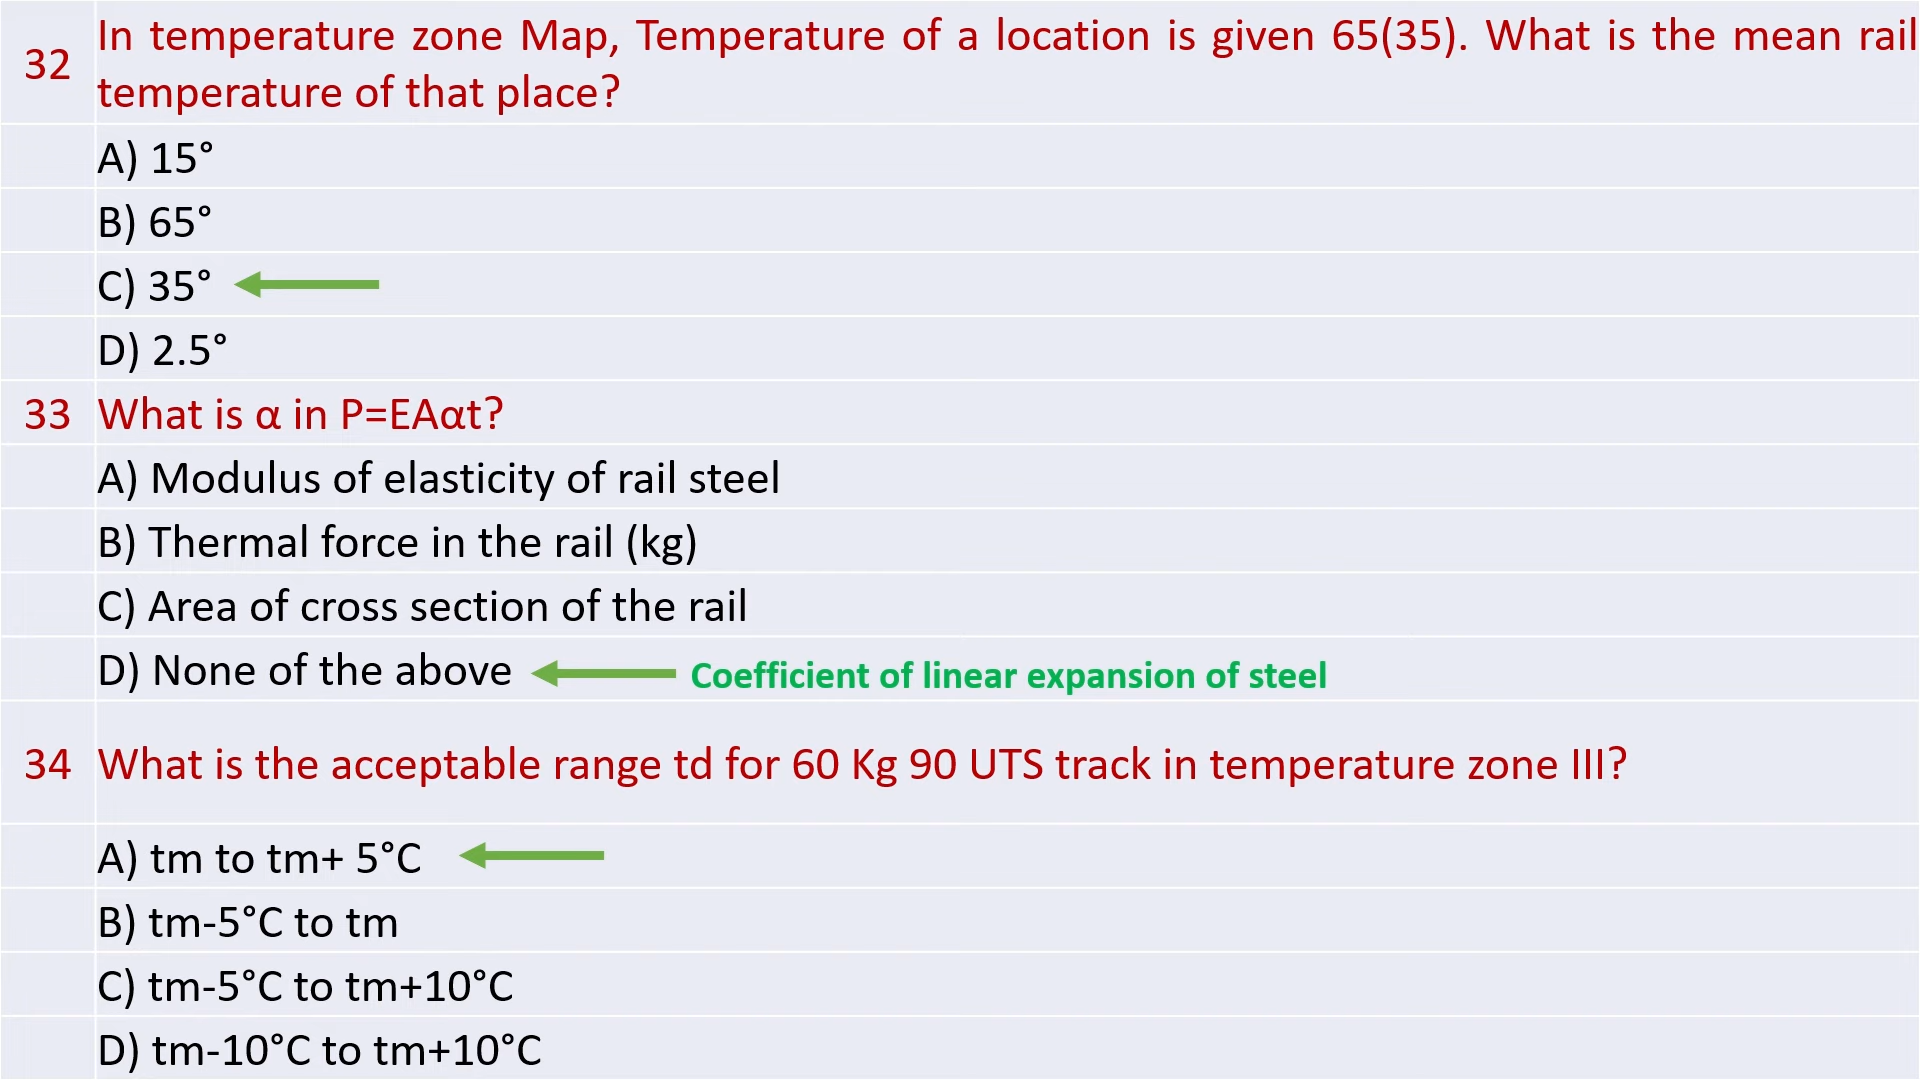 32 In temperature zone Map, Temperature of a location is given 65(35). What is the mean rail
temperature of that place?
A) 15°
B) 65°
C) 35°
D) 2.5°
33 What is α in P=EAαt?
A) Modulus of elasticity of rail steel
B) Thermal force in the rail (kg)
C) Area of cross section of the rail
D) None of the above Coefficient of linear expansion of steel
34 What is the acceptable range td for 60 Kg 90 UTS track in temperature zone III?
A) tm to tm+ 5°C
B) tm-5°C to tm
C) tm-5°C to tm+10°C
D) tm-10°C to tm+10°C